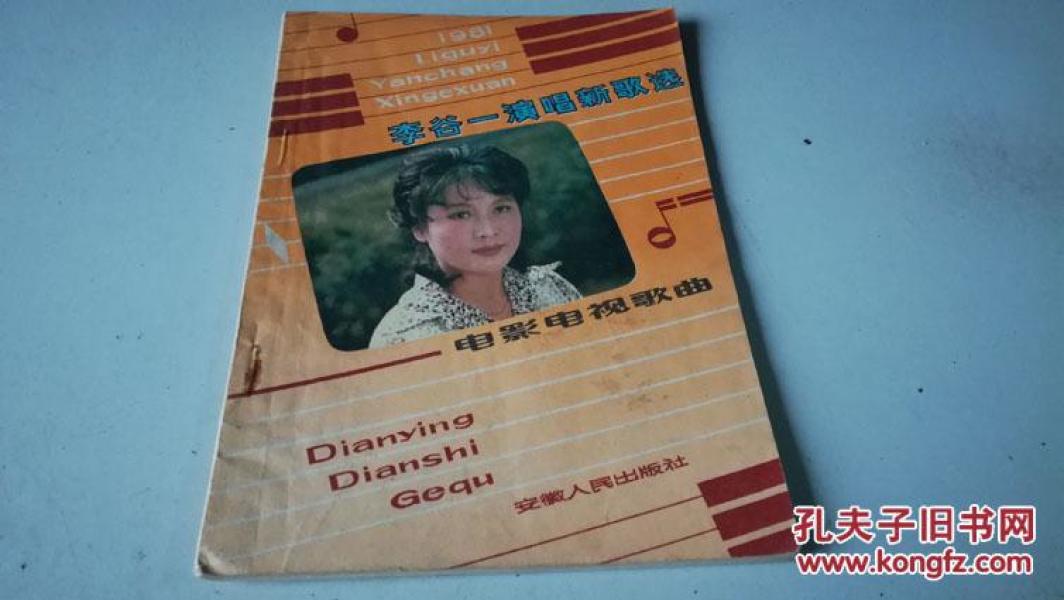 1981
Liguyi
Yanchang
Xingexuan
李谷一演唱新歌选
电影电视歌曲
Dianying
Dianshi
Gequ
安徽人民出版社
孔夫子旧书网
www.kongfz.com